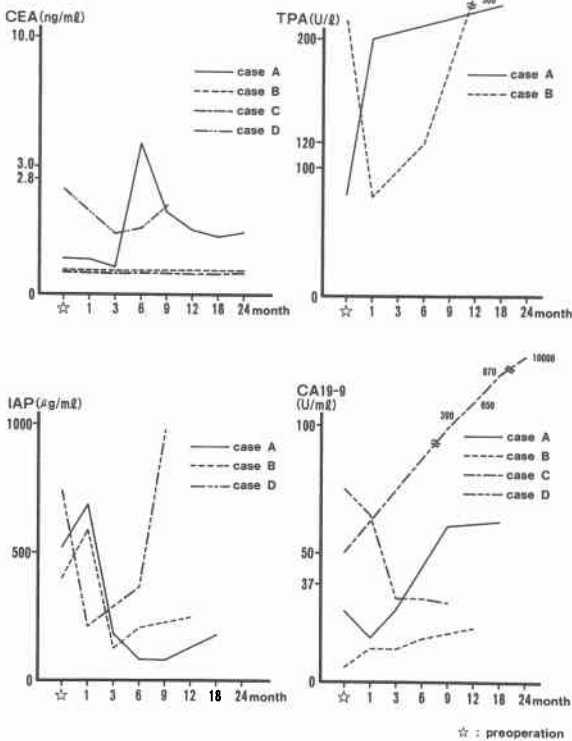 CEA(ng/mℓ)
10.0
3.0
2.8
0
case A
case B
case C
case D
☆ 1 3 6 9 12 18 24 month
TPA(U/ℓ)
200
120
100
0
case A
case B
☆ 1 3 6 9 12 18 24 month
IAP(μg/mℓ)
1000
500
0
case A
case B
case D
☆ 1 3 6 9 12 18 24 month
CA19-9
(U/mℓ)
100
50
37
0
300
650
870
10000
case A
case B
case C
case D
☆ 1 3 6 9 12 18 24 month
☆ : preoperation